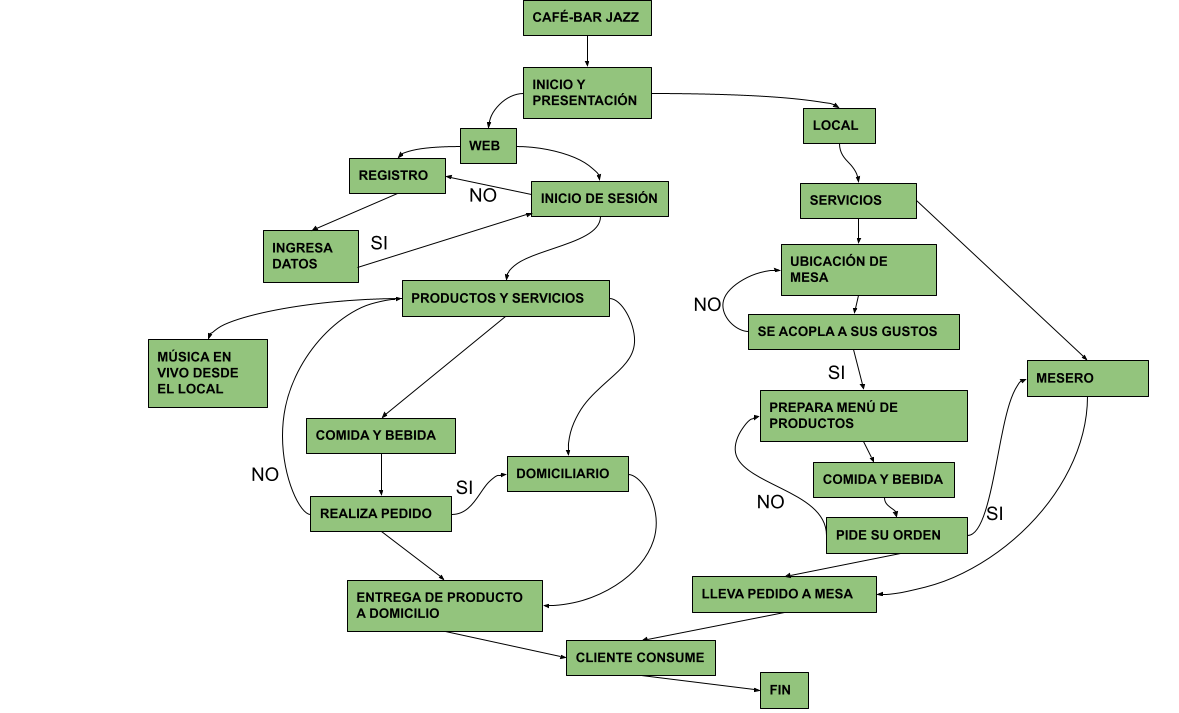 CAFÉ-BAR JAZZ
INICIO Y
PRESENTACIÓN
LOCAL
WEB
REGISTRO
NO
INICIO DE SESIÓN
SERVICIOS
INGRESA
DATOS
SI
UBICACIÓN DE
MESA
PRODUCTOS Y SERVICIOS
NO
SE ACOPLA A SUS GUSTOS
MÚSICA EN
VIVO DESDE
EL LOCAL
SI
MESERO
PREPARA MENÚ DE
PRODUCTOS
COMIDA Y BEBIDA
NO
DOMICILIARIO
SI
COMIDA Y BEBIDA
NO
REALIZA PEDIDO
SI
PIDE SU ORDEN
ENTREGA DE PRODUCTO
A DOMICILIO
LLEVA PEDIDO A MESA
CLIENTE CONSUME
FIN